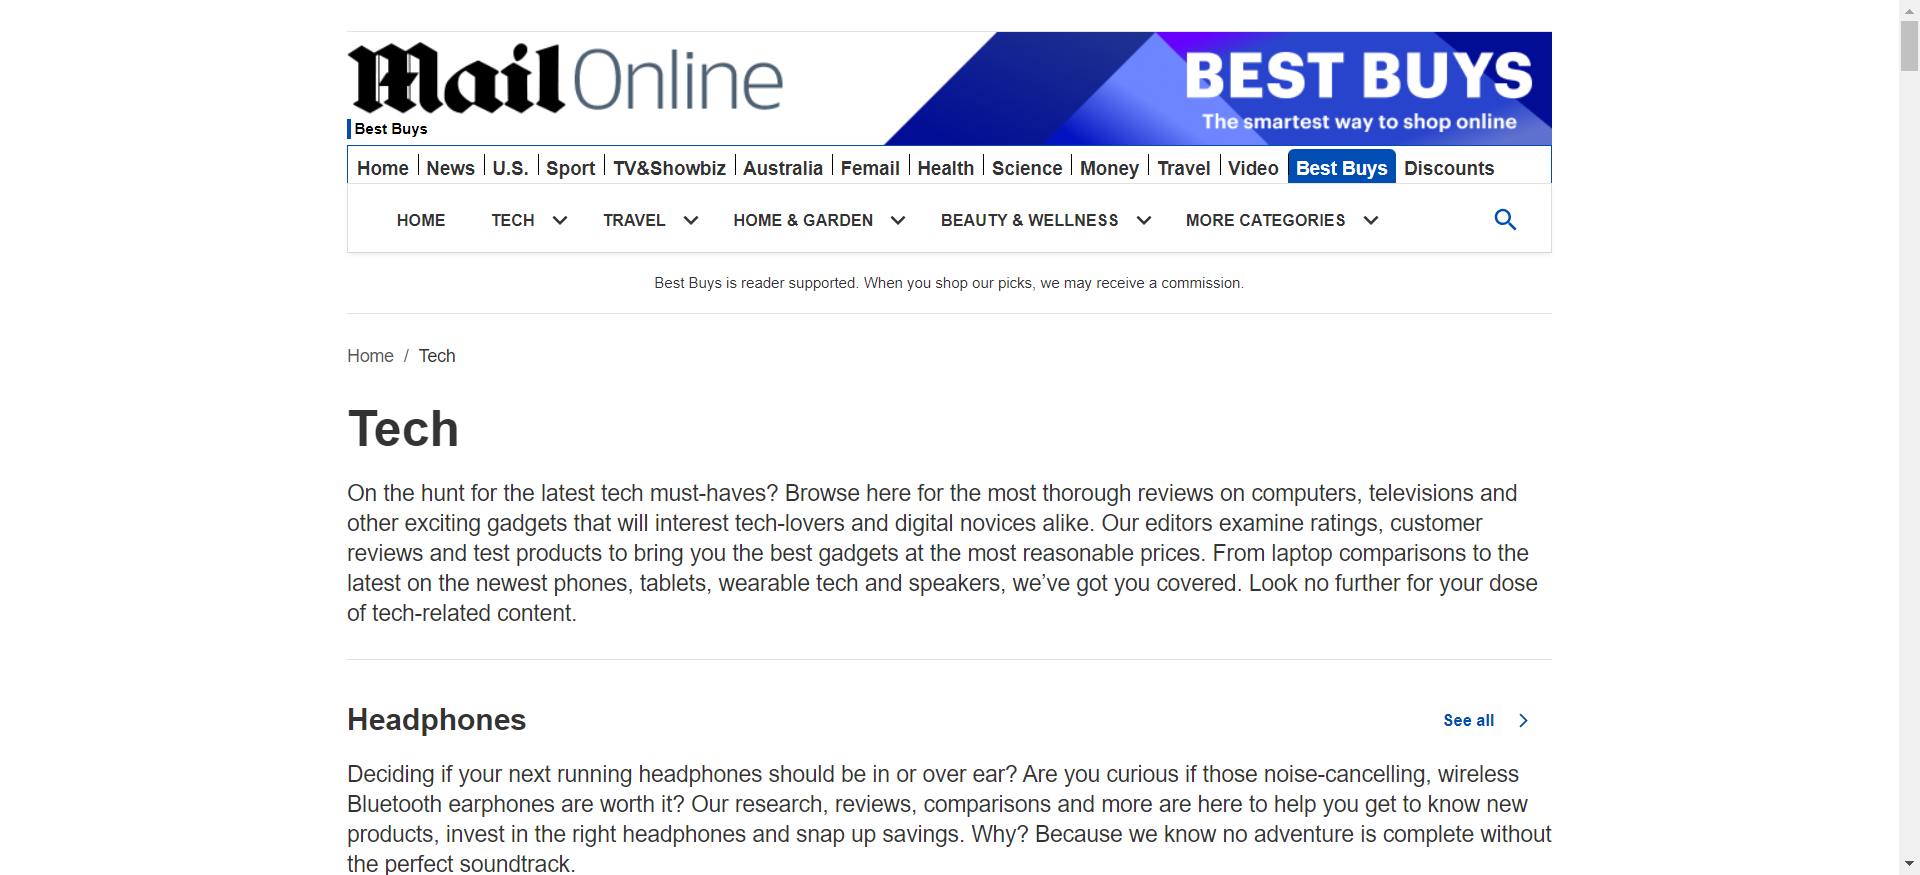 Mail Online
BEST BUYS
The smartest way to shop online
Best Buys
Home News U.S. Sport TV&Showbiz Australia Femail Health Science Money Travel Video Best Buys Discounts
HOME TECH TRAVEL HOME & GARDEN BEAUTY & WELLNESS MORE CATEGORIES
Best Buys is reader supported. When you shop our picks, we may receive a commission.
Home / Tech
Tech
On the hunt for the latest tech must-haves? Browse here for the most thorough reviews on computers, televisions and
other exciting gadgets that will interest tech-lovers and digital novices alike. Our editors examine ratings, customer
reviews and test products to bring you the best gadgets at the most reasonable prices. From laptop comparisons to the
latest on the newest phones, tablets, wearable tech and speakers, we’ve got you covered. Look no further for your dose
of tech-related content.
Headphones
See all
Deciding if your next running headphones should be in or over ear? Are you curious if those noise-cancelling, wireless
Bluetooth earphones are worth it? Our research, reviews, comparisons and more are here to help you get to know new
products, invest in the right headphones and snap up savings. Why? Because we know no adventure is complete without
the perfect soundtrack.